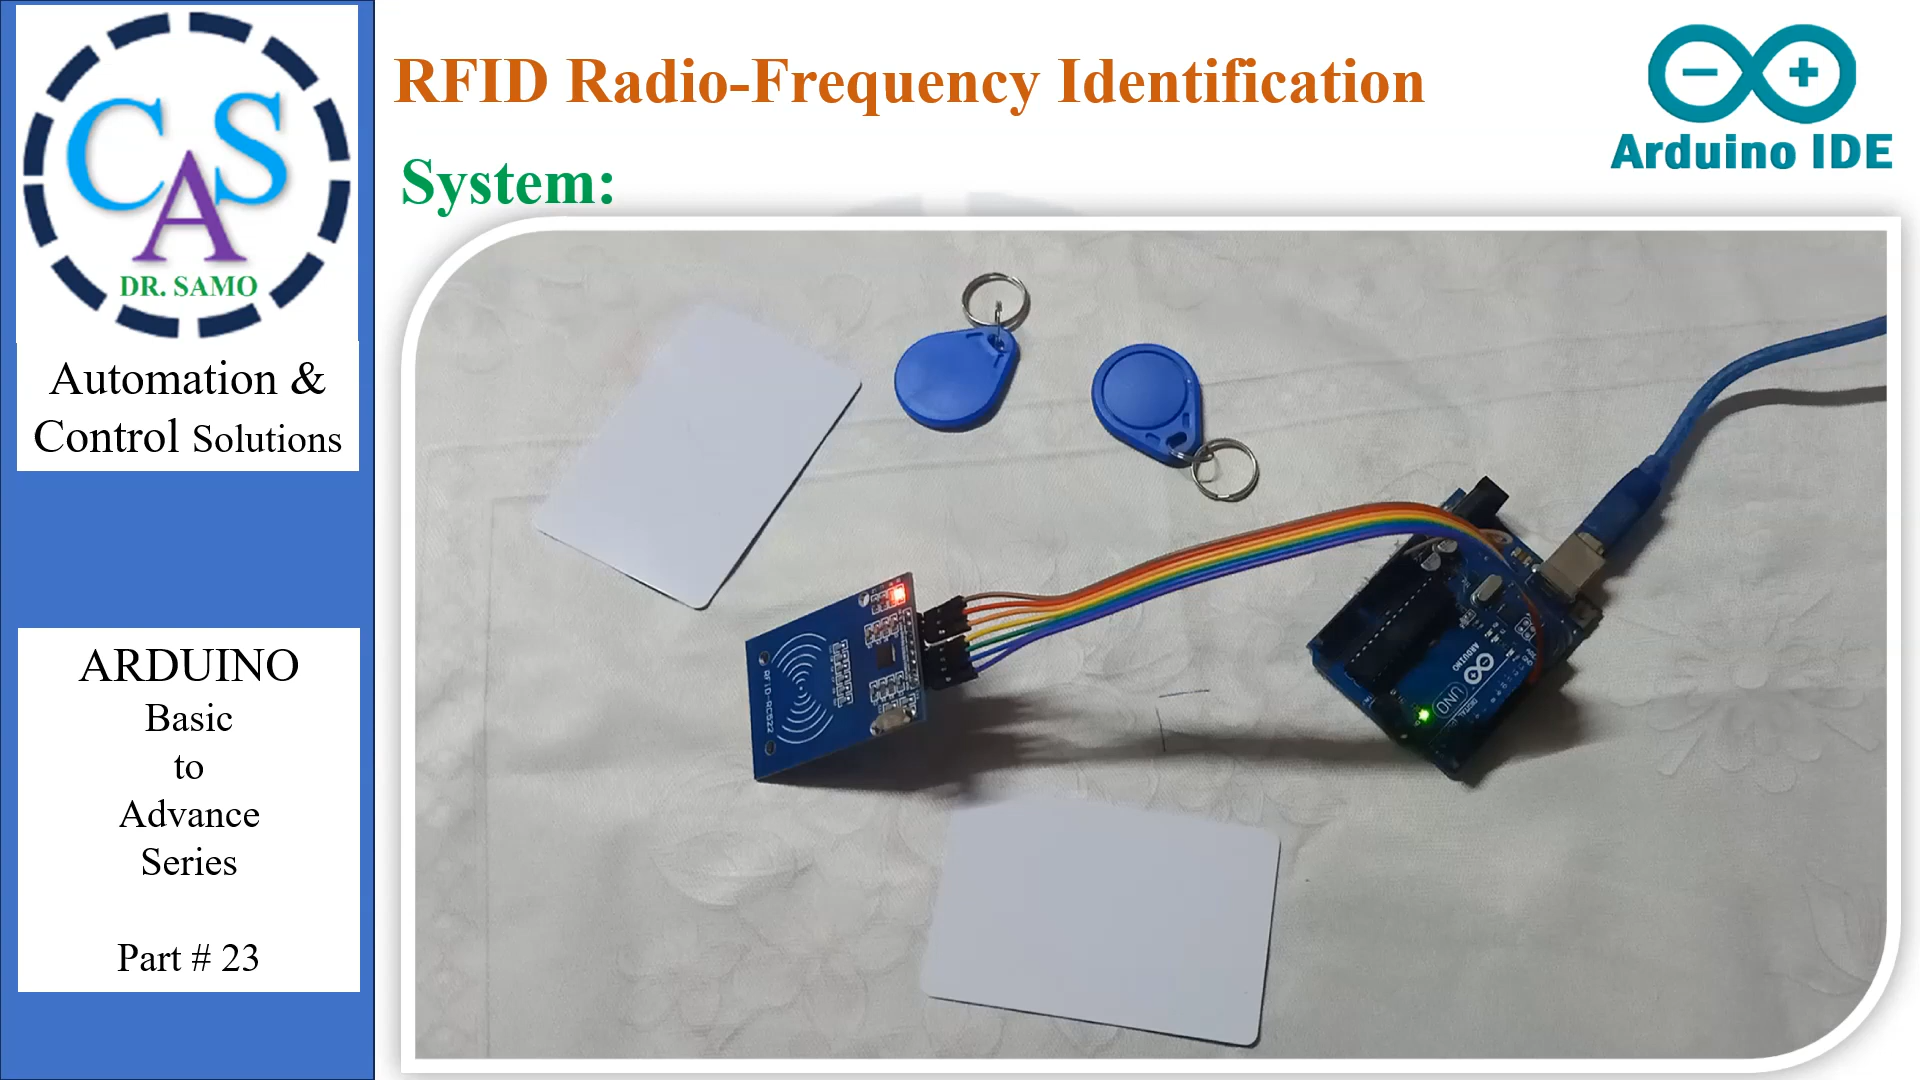 CAS
DR. SAMO
Automation &
Control Solutions
ARDUINO
Basic
to
Advance
Series
Part # 23
RFID Radio-Frequency Identification
System:
Arduino IDE
RFID-RC522
ARDUINO
UNO